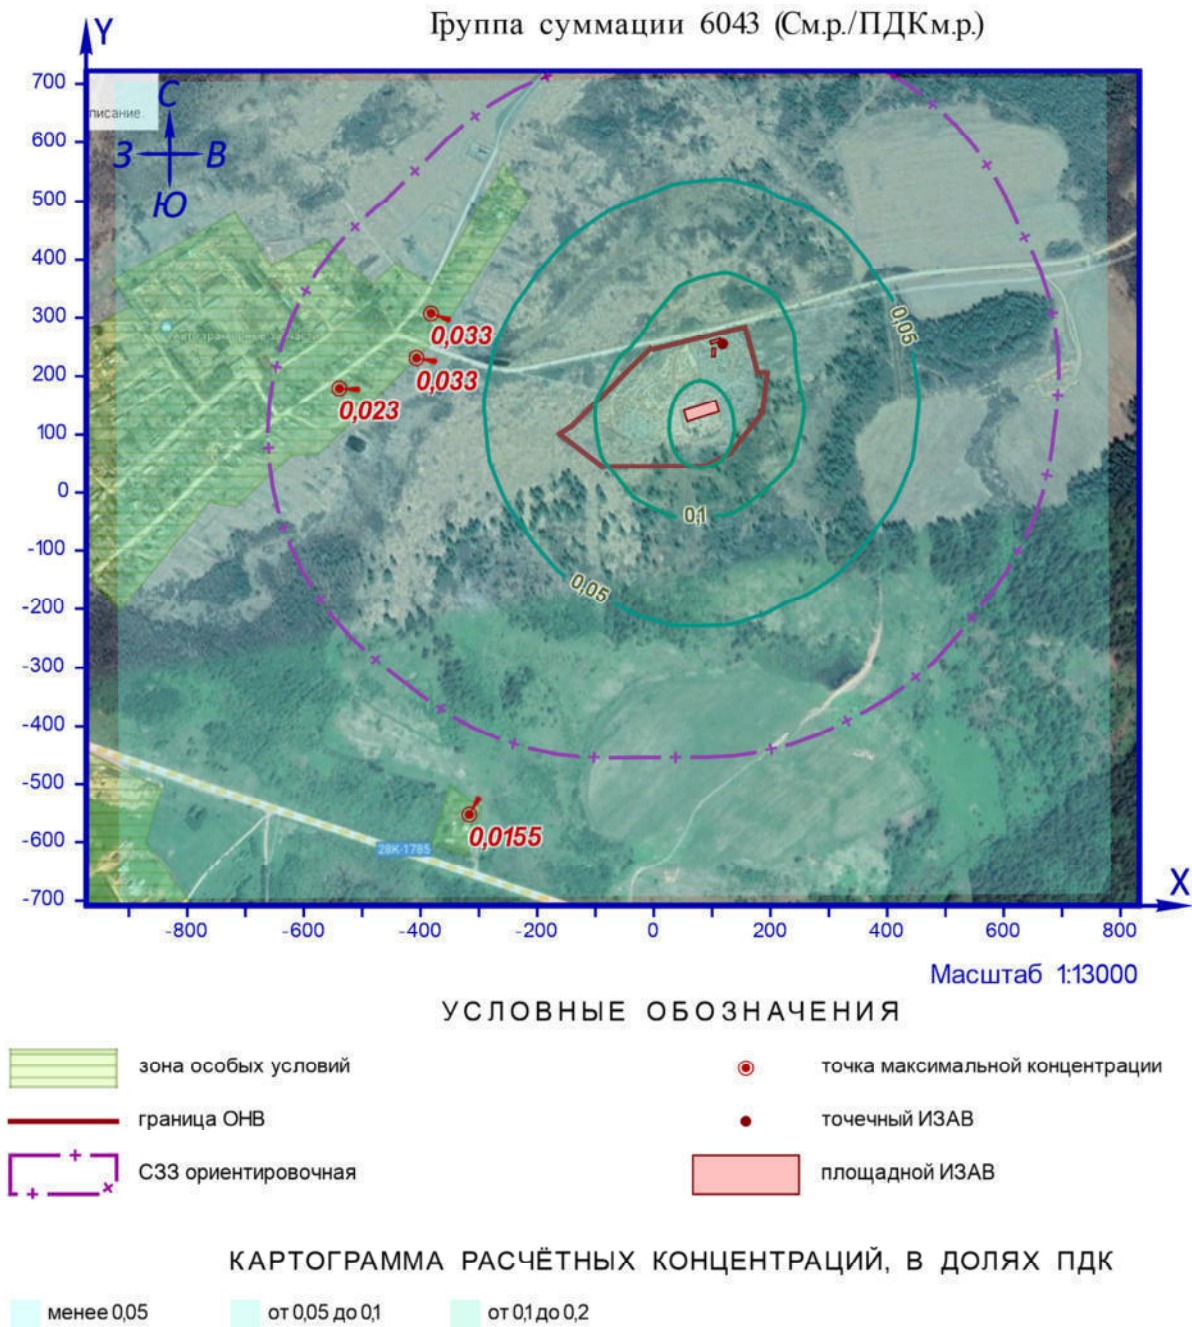 Группа суммации 6043 (См.р./ПДКм.р.)
Y
700
600
500
400
300
200
100
0
-100
-200
-300
-400
-500
-600
-700
писание.
С
З
В
Ю
0,033
0,033
0,023
0,05
0,1
0,05
0,0155
28К-1785
X
-800
-600
-400
-200
0
200
400
600
800
Масштаб 1:13000
УСЛОВНЫЕ ОБОЗНАЧЕНИЯ
зона особых условий
точка максимальной концентрации
граница ОНВ
точечный ИЗАВ
СЗЗ ориентировочная
площадной ИЗАВ
КАРТОГРАММА РАСЧЁТНЫХ КОНЦЕНТРАЦИЙ, В ДОЛЯХ ПДК
менее 0,05
от 0,05 до 0,1
от 0,1 до 0,2